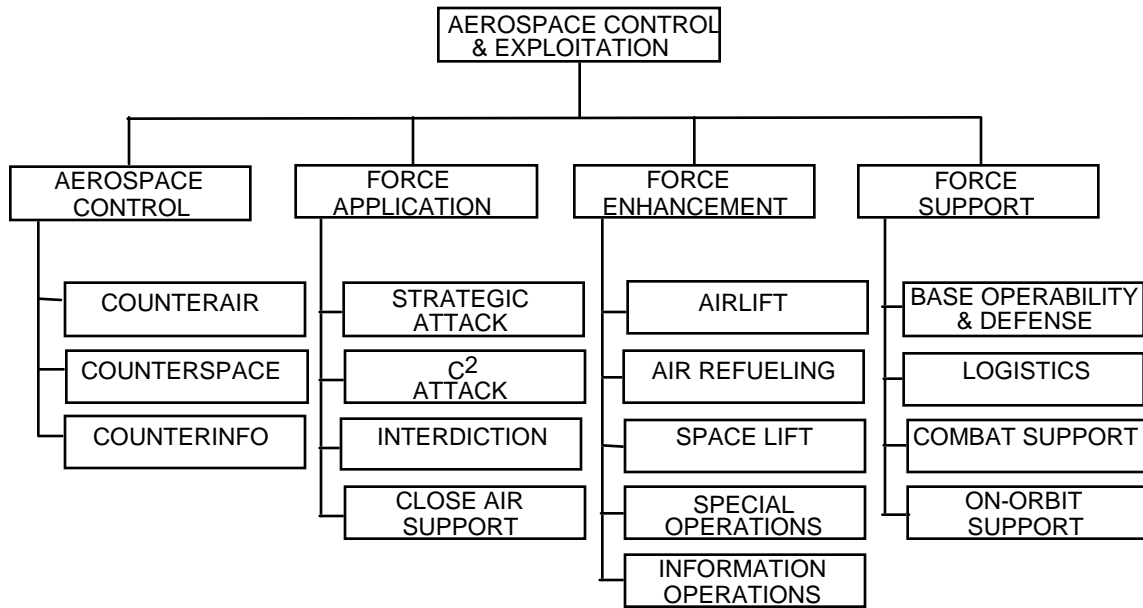 AEROSPACE CONTROL
& EXPLOITATION
AEROSPACE
CONTROL
FORCE
APPLICATION
FORCE
ENHANCEMENT
FORCE
SUPPORT
COUNTERAIR
COUNTERSPACE
COUNTERINFO
STRATEGIC
ATTACK
C²
ATTACK
INTERDICTION
CLOSE AIR
SUPPORT
AIRLIFT
AIR REFUELING
SPACE LIFT
SPECIAL
OPERATIONS
INFORMATION
OPERATIONS
BASE OPERABILITY
& DEFENSE
LOGISTICS
COMBAT SUPPORT
ON-ORBIT
SUPPORT